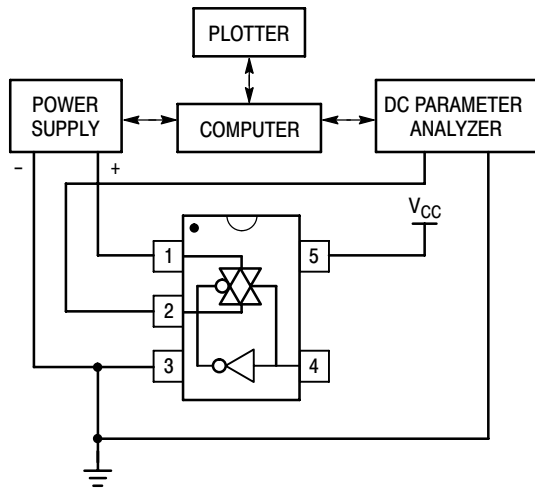 PLOTTER
POWER
SUPPLY
COMPUTER
DC PARAMETER
ANALYZER
− +
VCC
1
5
2
3
4